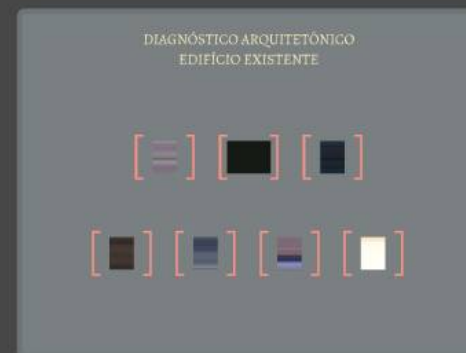 DIAGNÓSTICO ARQUITETÔNICO
EDIFÍCIO EXISTENTE